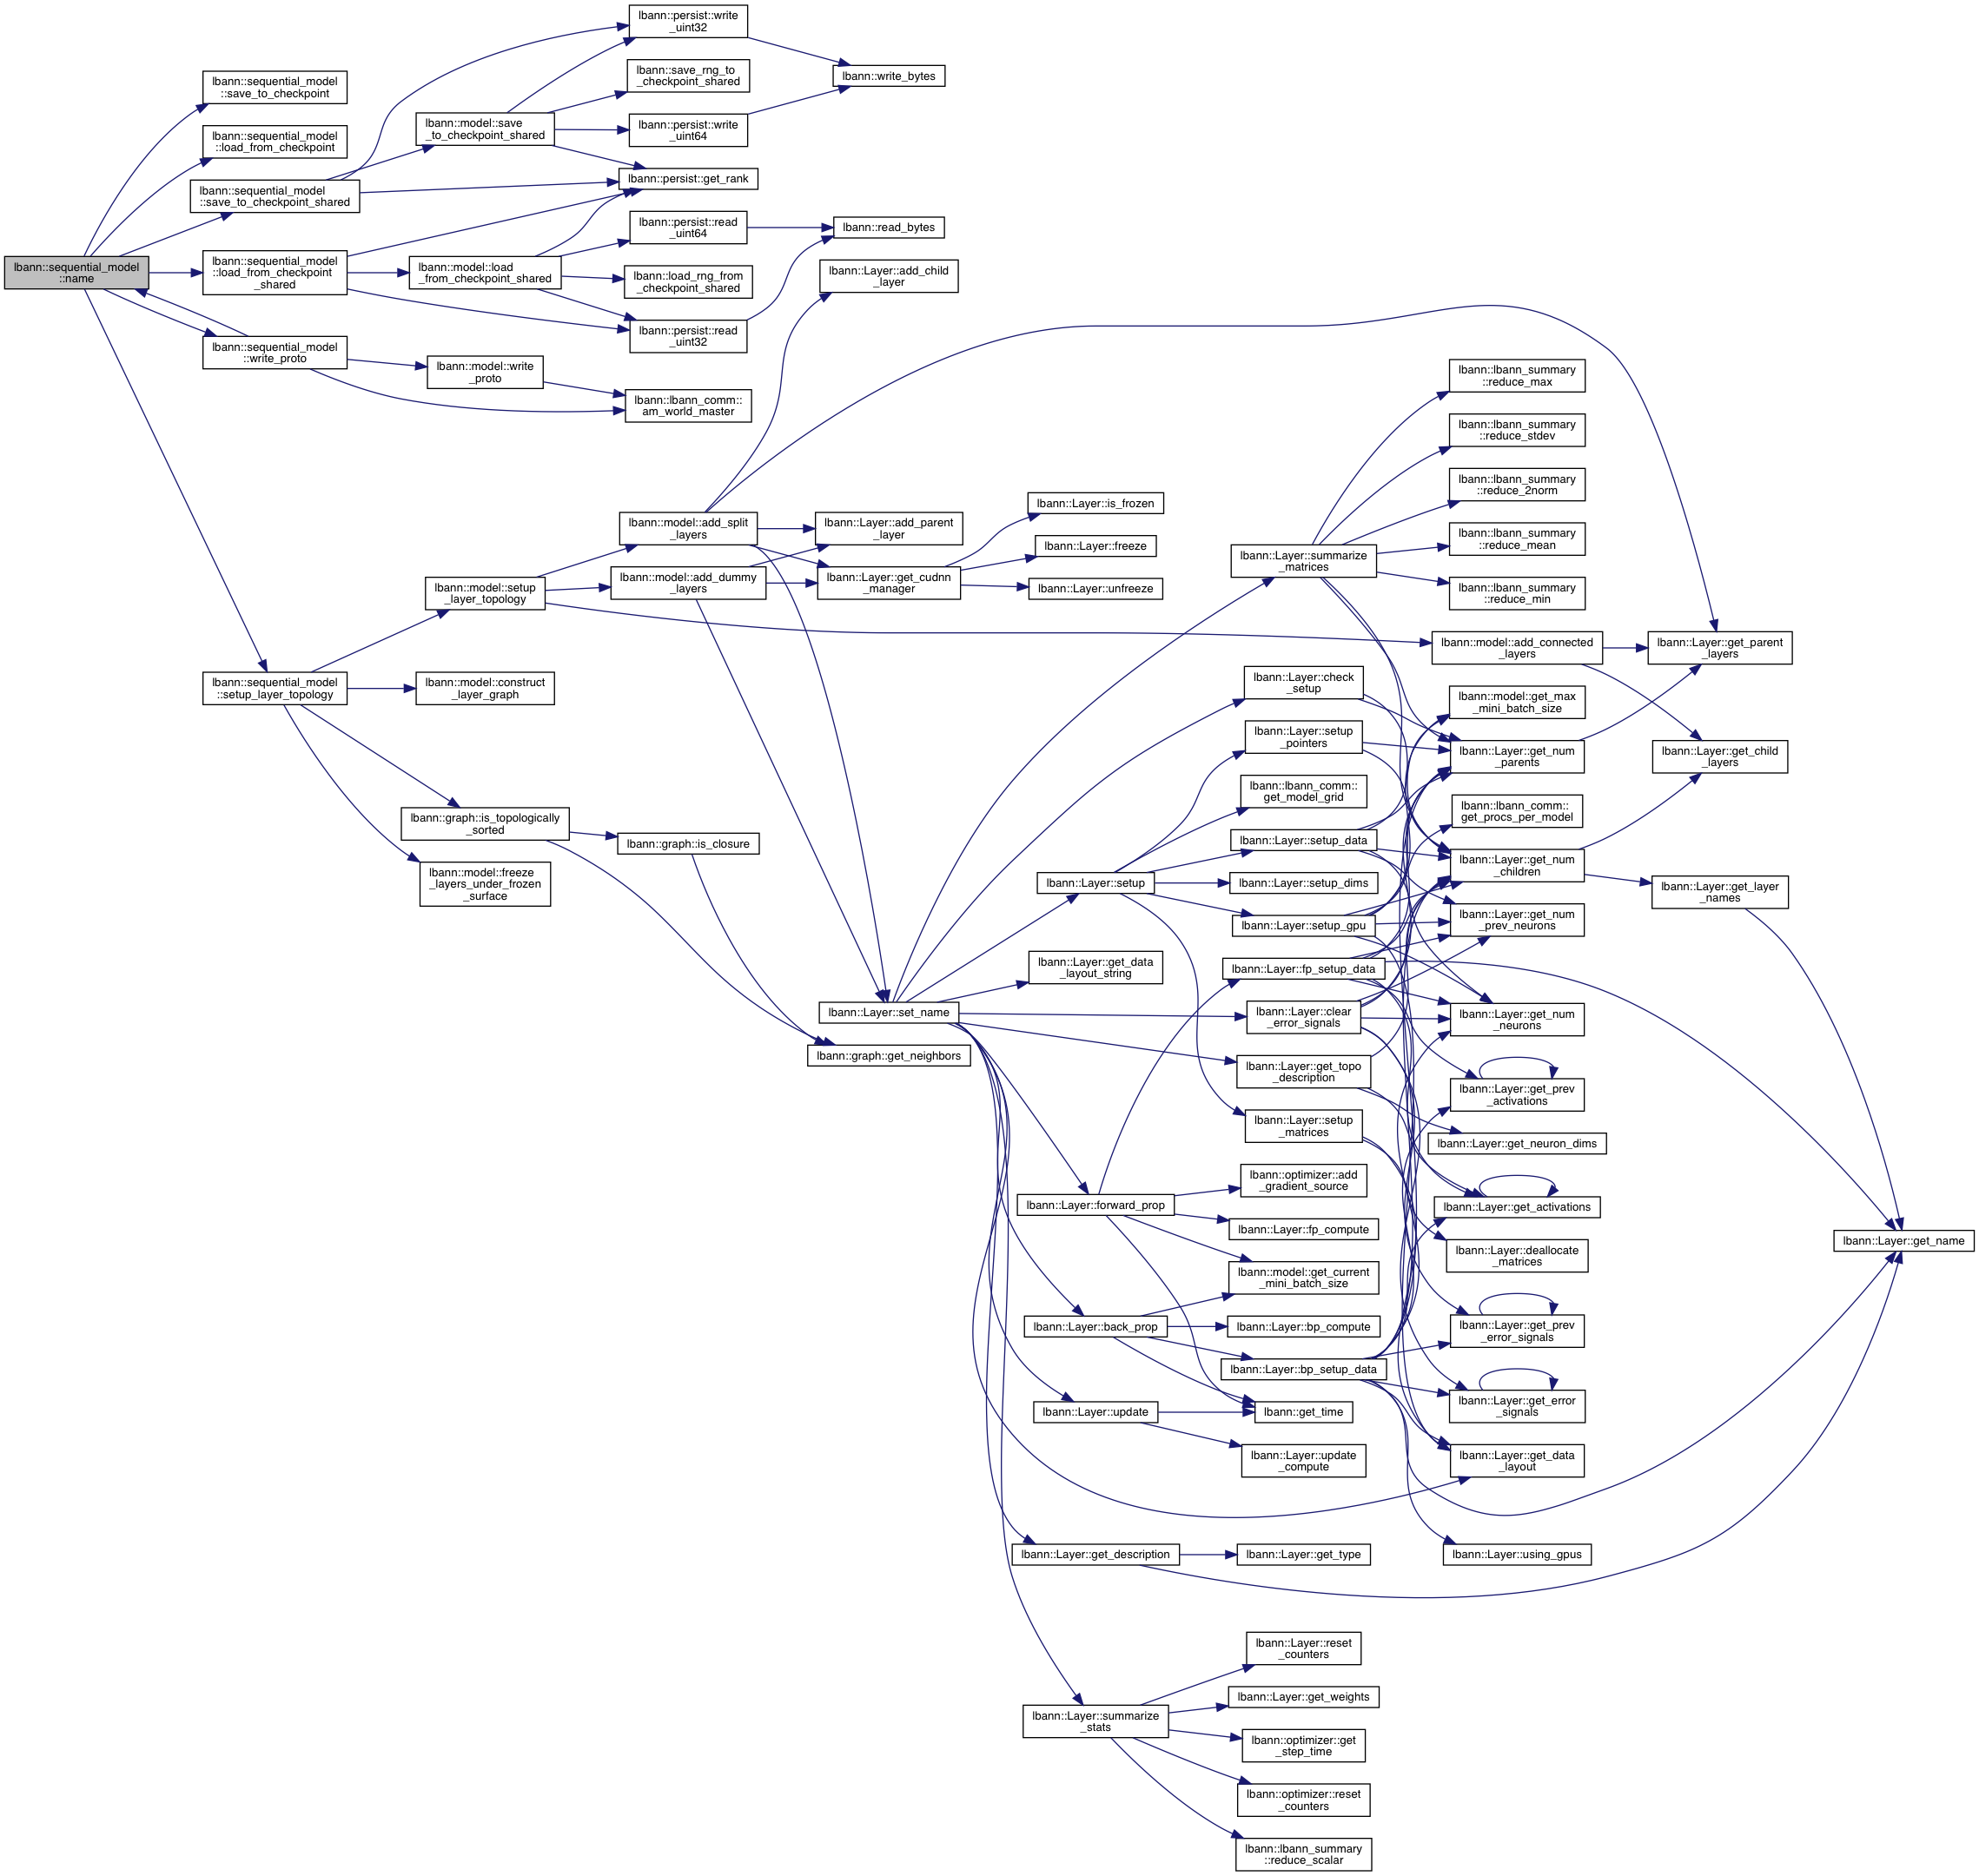 lbann::sequential_model
::name
lbann::sequential_model
::save_to_checkpoint
lbann::sequential_model
::load_from_checkpoint
lbann::sequential_model
::save_to_checkpoint_shared
lbann::sequential_model
::load_from_checkpoint
_shared
lbann::sequential_model
::write_proto
lbann::sequential_model
::setup_layer_topology
lbann::model::save
_to_checkpoint_shared
lbann::model::load
_from_checkpoint_shared
lbann::model::write
_proto
lbann::model::setup
_layer_topology
lbann::model::construct
_layer_graph
lbann::graph::is_topologically
_sorted
lbann::model::freeze
_layers_under_frozen
_surface
lbann::persist::write
_uint32
lbann::save_rng_to
_checkpoint_shared
lbann::persist::write
_uint64
lbann::persist::get_rank
lbann::persist::read
_uint64
lbann::load_rng_from
_checkpoint_shared
lbann::persist::read
_uint32
lbann::lbann_comm::
am_world_master
lbann::model::add_split
_layers
lbann::model::add_dummy
_layers
lbann::graph::is_closure
lbann::write_bytes
lbann::read_bytes
lbann::Layer::add_child
_layer
lbann::Layer::add_parent
_layer
lbann::Layer::get_cudnn
_manager
lbann::Layer::set_name
lbann::graph::get_neighbors
lbann::Layer::is_frozen
lbann::Layer::freeze
lbann::Layer::unfreeze
lbann::Layer::setup
lbann::Layer::get_data
_layout_string
lbann::Layer::forward_prop
lbann::Layer::back_prop
lbann::Layer::update
lbann::Layer::get_description
lbann::Layer::summarize
_stats
lbann::Layer::summarize
_matrices
lbann::Layer::check
_setup
lbann::Layer::setup
_pointers
lbann::lbann_comm::
get_model_grid
lbann::Layer::setup_data
lbann::Layer::setup_dims
lbann::Layer::setup_gpu
lbann::Layer::fp_setup_data
lbann::Layer::clear
_error_signals
lbann::Layer::get_topo
_description
lbann::Layer::setup
_matrices
lbann::optimizer::add
_gradient_source
lbann::Layer::fp_compute
lbann::model::get_current
_mini_batch_size
lbann::Layer::bp_compute
lbann::Layer::bp_setup_data
lbann::get_time
lbann::Layer::update
_compute
lbann::Layer::get_type
lbann::Layer::reset
_counters
lbann::Layer::get_weights
lbann::optimizer::get
_step_time
lbann::optimizer::reset
_counters
lbann::lbann_summary
::reduce_scalar
lbann::lbann_summary
::reduce_max
lbann::lbann_summary
::reduce_stdev
lbann::lbann_summary
::reduce_2norm
lbann::lbann_summary
::reduce_mean
lbann::lbann_summary
::reduce_min
lbann::model::add_connected
_layers
lbann::model::get_max
_mini_batch_size
lbann::Layer::get_num
_parents
lbann::lbann_comm::
get_procs_per_model
lbann::Layer::get_num
_children
lbann::Layer::get_num
_prev_neurons
lbann::Layer::get_num
_neurons
lbann::Layer::get_prev
_activations
lbann::Layer::get_neuron_dims
lbann::Layer::get_activations
lbann::Layer::deallocate
_matrices
lbann::Layer::get_prev
_error_signals
lbann::Layer::get_error
_signals
lbann::Layer::get_data
_layout
lbann::Layer::using_gpus
lbann::Layer::get_parent
_layers
lbann::Layer::get_child
_layers
lbann::Layer::get_layer
_names
lbann::Layer::get_name